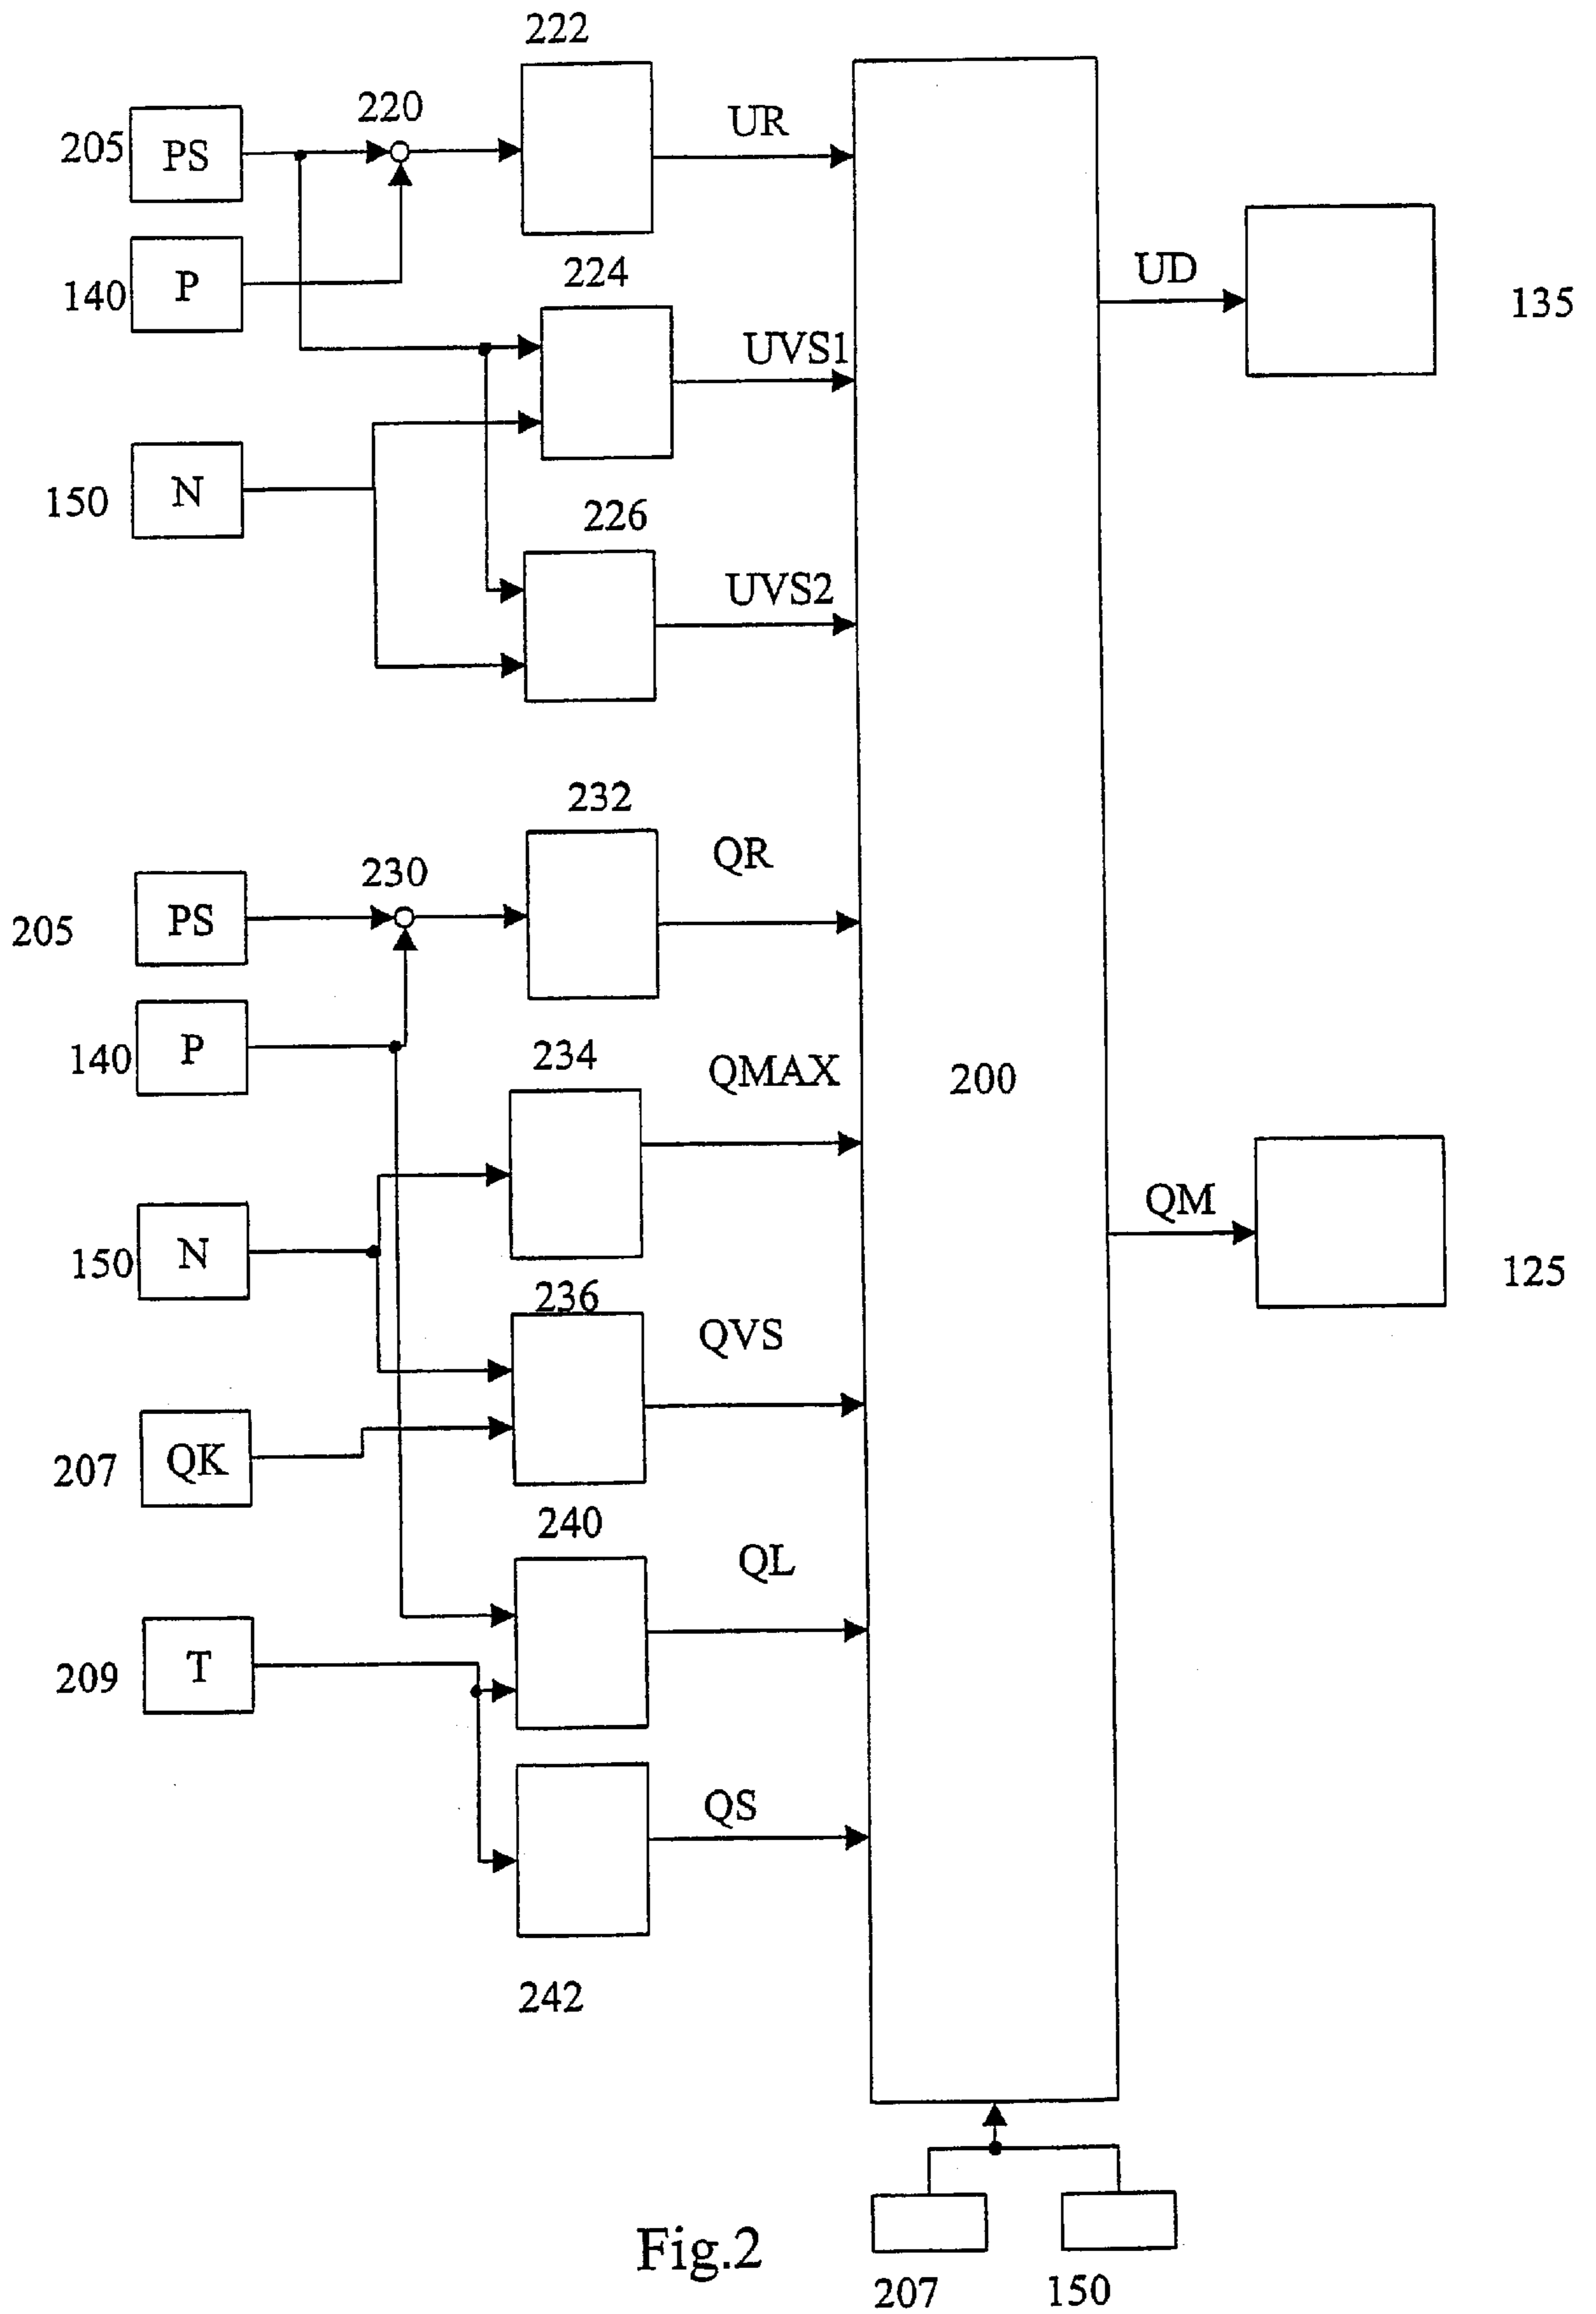 222
220
205 PS UR
224 UD
140 P 135
UVS1
150 N
226
UVS2
232
230 QR
205 PS
234 QMAX
140 P 200
QM
150 N 125
236
QVS
207 QK
240
QL
209 T
QS
242
Fig.2
207 150